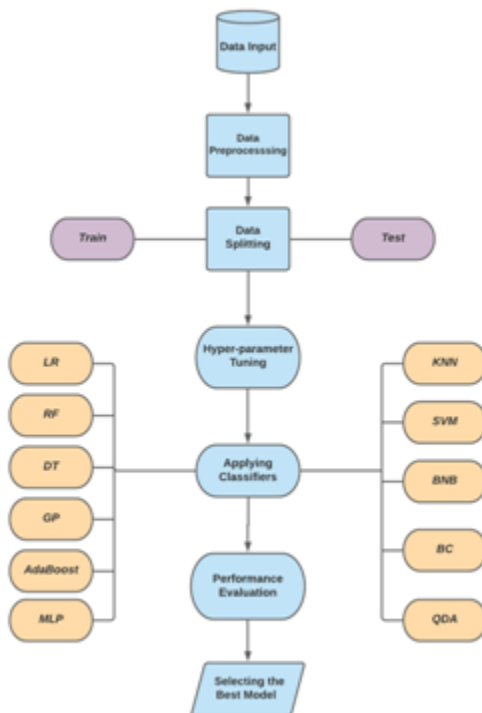 Data Input
Data
Preprocesssing
Train
Data
Splitting
Test
Hyper-parameter
Tuning
LR
RF
DT
GP
AdaBoost
MLP
Applying
Classifiers
KNN
SVM
BNB
BC
QDA
Performance
Evaluation
Selecting the
Best Model